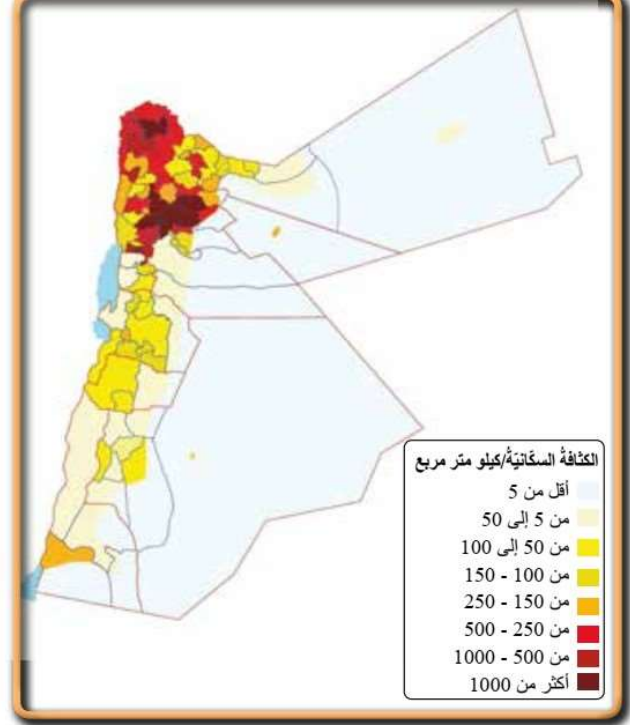 الكثافةُ السكّانيّةُ/كيلو متر مربع
أقل من 5
من 5 إلى 50
من 50 إلى 100
من 100 - 150
من 150 - 250
من 250 - 500
من 500 - 1000
أكثر من 1000